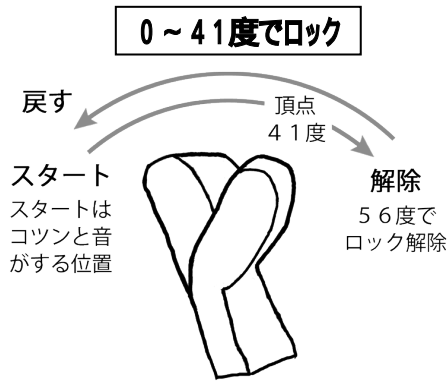 0~41度でロック
戻す
頂点
41度
スタート
スタートは
コツンと音
がする位置
解除
56度で
ロック解除